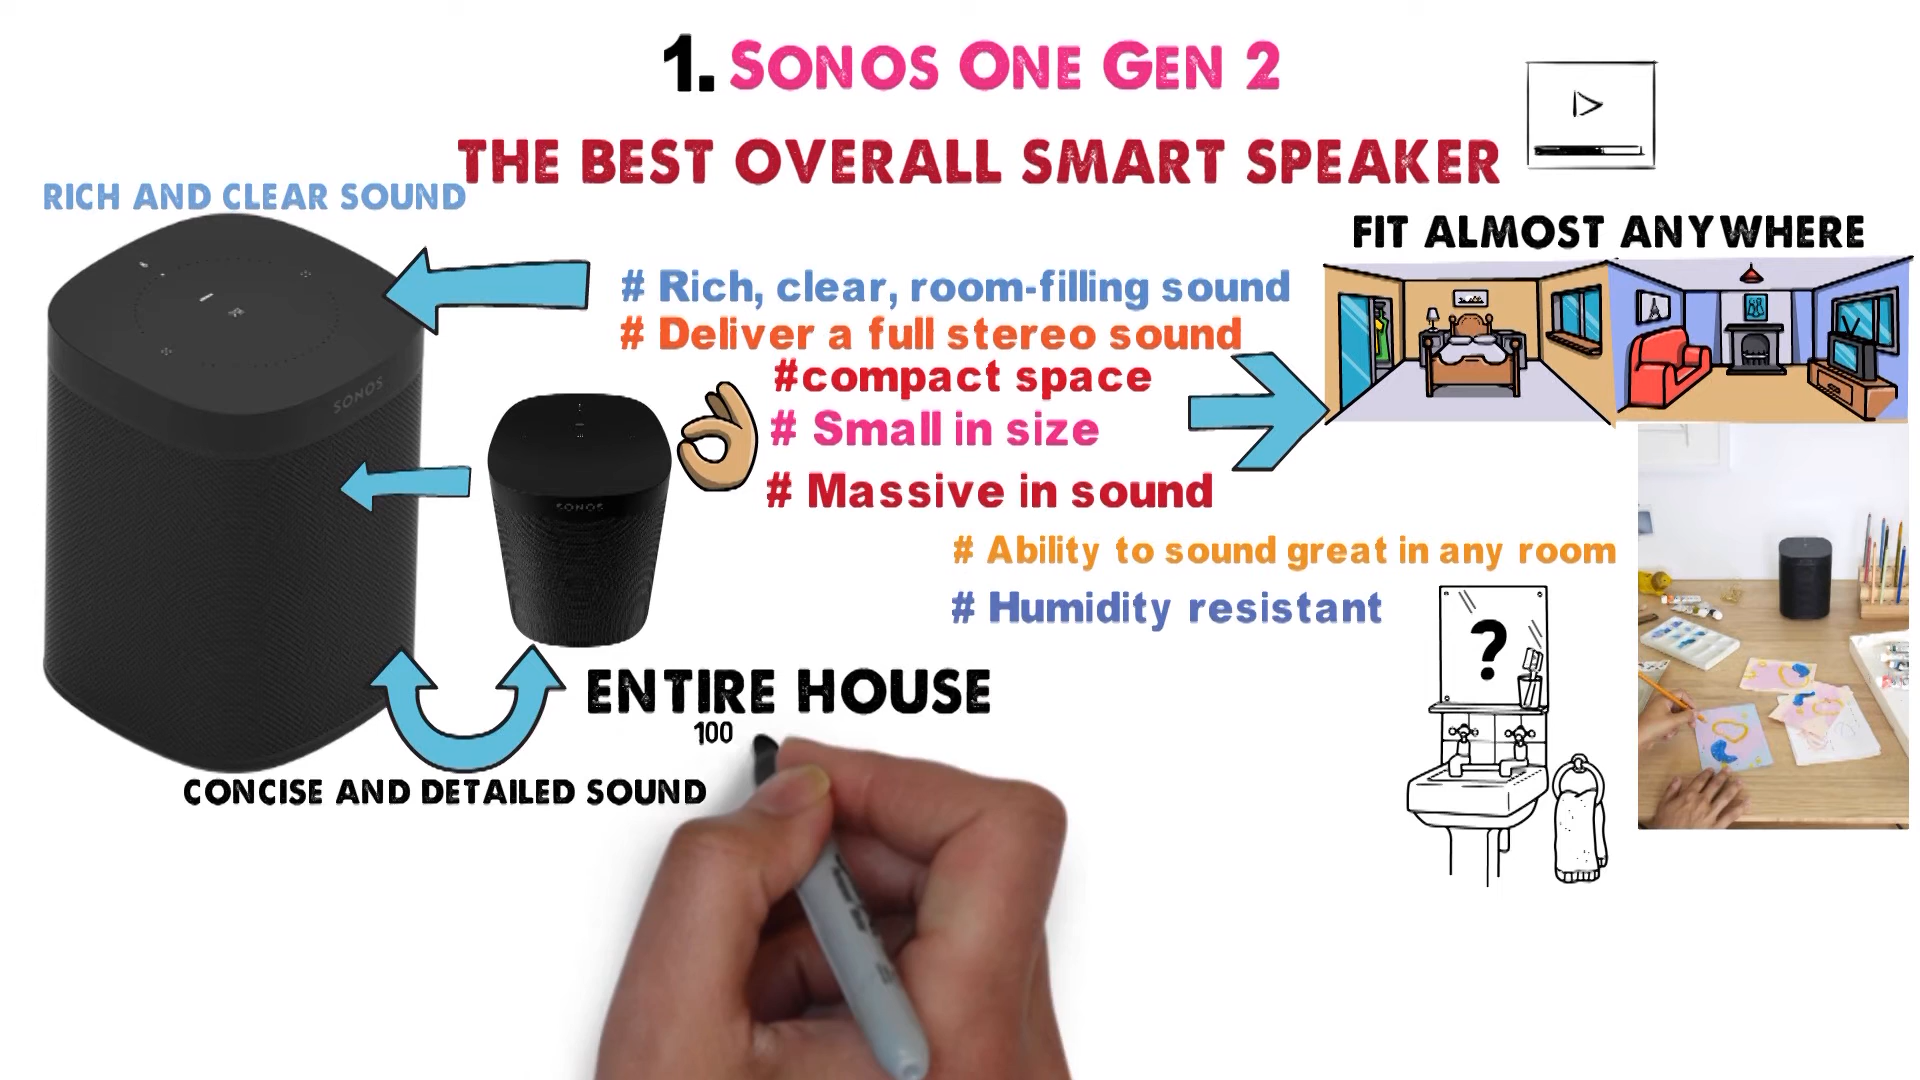 1. SONOS ONE GEN 2
THE BEST OVERALL SMART SPEAKER
RICH AND CLEAR SOUND
FIT ALMOST ANYWHERE
# Rich, clear, room-filling sound
# Deliver a full stereo sound
#compact space
# Small in size
# Massive in sound
SONOS
SONOS
# Ability to sound great in any room
# Humidity resistant
?
ENTIRE HOUSE
100
CONCISE AND DETAILED SOUND